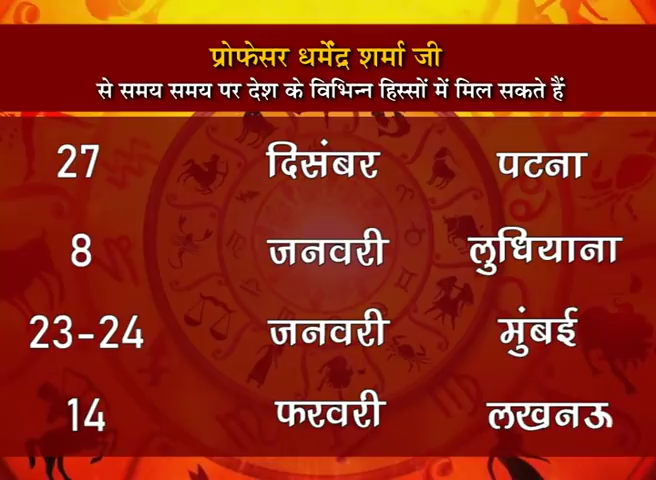 प्रोफेसर धर्मेंद्र शर्मा जी
से समय समय पर देश के विभिन्न हिस्सों में मिल सकते हैं
27 दिसंबर पटना
8 जनवरी लुधियाना
23-24 जनवरी मुंबई
14 फरवरी लखनऊ